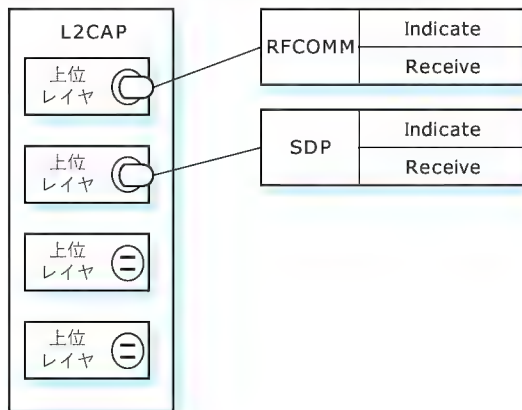 L2CAP
上位
レイヤ
上位
レイヤ
上位
レイヤ
上位
レイヤ
RFCOMM
Indicate
Receive
SDP
Indicate
Receive